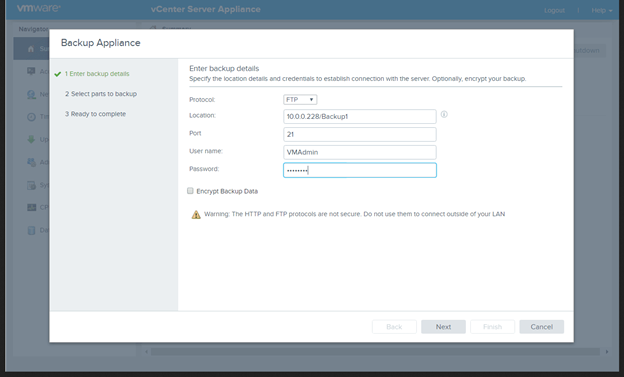 vmware®
vCenter Server Appliance
Logout
Help
Backup Appliance
1 Enter backup details
2 Select parts to backup
3 Ready to complete
Enter backup details
Specify the location details and credentials to establish connection with the server. Optionally, encrypt your backup.
Protocol: FTP
Location: 10.0.0.228/Backup1
Port 21
User name: VMAdmin
Password: ••••••••
Encrypt Backup Data
Warning: The HTTP and FTP protocols are not secure. Do not use them to connect outside of your LAN
Back Next Finish Cancel